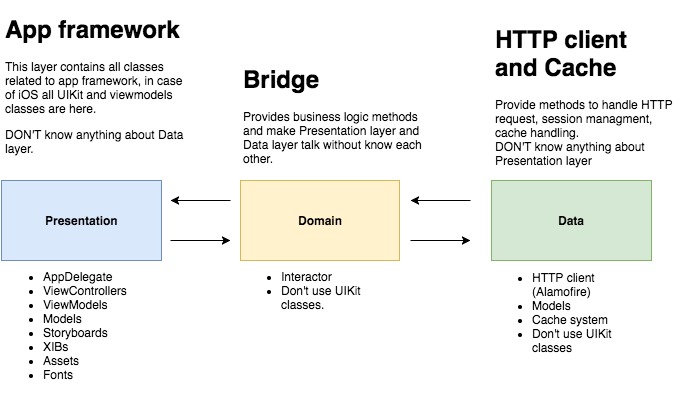 App framework
This layer contains all classes
related to app framework, in case
of iOS all UIKit and viewmodels
classes are here.
DON'T know anything about Data
layer.
Bridge
Provides business logic methods
and make Presentation layer and
Data layer talk without know each
other.
HTTP client
and Cache
Provide methods to handle HTTP
request, session managment,
cache handling.
DON'T know anything about
Presentation layer
Presentation
Domain
Data
• AppDelegate
• ViewControllers
• ViewModels
• Models
• Storyboards
• XIBs
• Assets
• Fonts
• Interactor
• Don't use UIKit
classes.
• HTTP client
(Alamofire)
• Models
• Cache system
• Don't use UIKit
classes